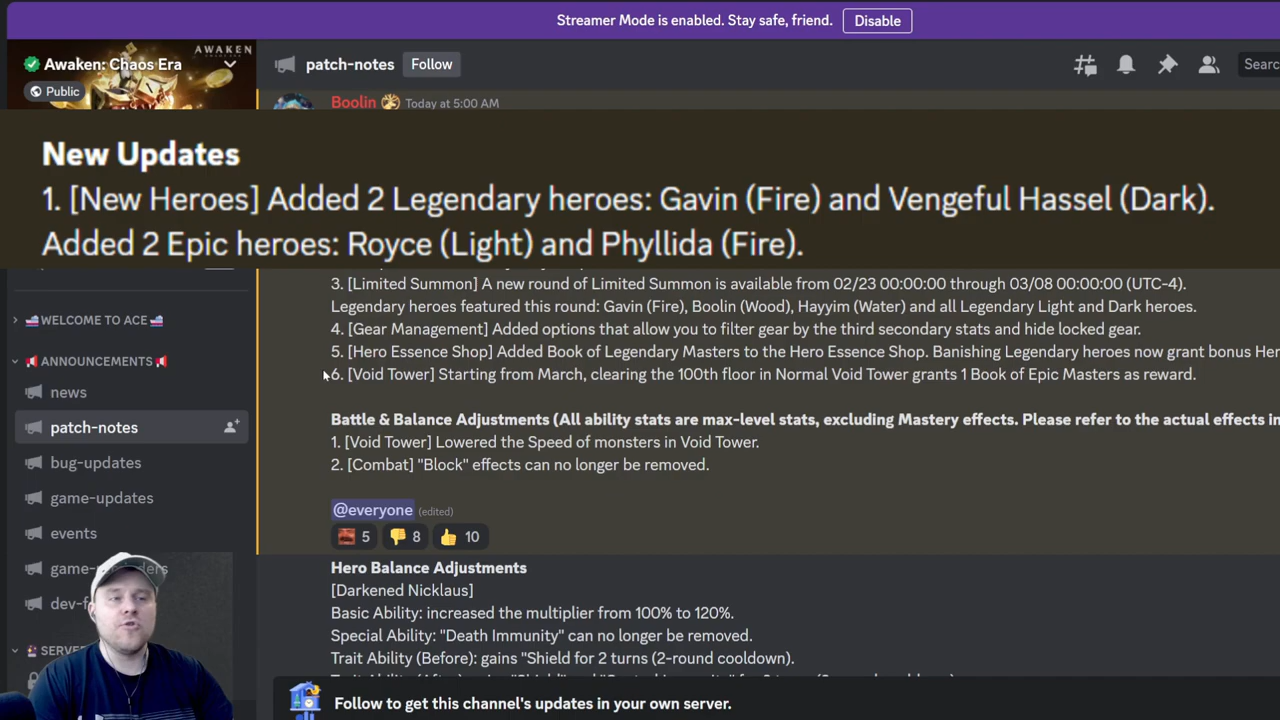 Streamer Mode is enabled. Stay safe, friend. Disable
AWAKEN
Awaken: Chaos Era
Public
patch-notes Follow
Searc
Boolin Today at 5:00 AM
New Updates
1. [New Heroes] Added 2 Legendary heroes: Gavin (Fire) and Vengeful Hassel (Dark).
Added 2 Epic heroes: Royce (Light) and Phyllida (Fire).
3. [Limited Summon] A new round of Limited Summon is available from 02/23 00:00:00 through 03/08 00:00:00 (UTC-4).
Legendary heroes featured this round: Gavin (Fire), Boolin (Wood), Hayyim (Water) and all Legendary Light and Dark heroes.
4. [Gear Management] Added options that allow you to filter gear by the third secondary stats and hide locked gear.
5. [Hero Essence Shop] Added Book of Legendary Masters to the Hero Essence Shop. Banishing Legendary heroes now grant bonus Her
6. [Void Tower] Starting from March, clearing the 100th floor in Normal Void Tower grants 1 Book of Epic Masters as reward.
Battle & Balance Adjustments (All ability stats are max-level stats, excluding Mastery effects. Please refer to the actual effects in
1. [Void Tower] Lowered the Speed of monsters in Void Tower.
2. [Combat] "Block" effects can no longer be removed.
@everyone (edited)
5 8 10
Hero Balance Adjustments
[Darkened Nicklaus]
Basic Ability: increased the multiplier from 100% to 120%.
Special Ability: "Death Immunity" can no longer be removed.
Trait Ability (Before): gains "Shield for 2 turns (2-round cooldown).
Follow to get this channel's updates in your own server.
WELCOME TO ACE
ANNOUNCEMENTS
news
patch-notes
bug-updates
game-updates
events
game-
dev-f
SERVER